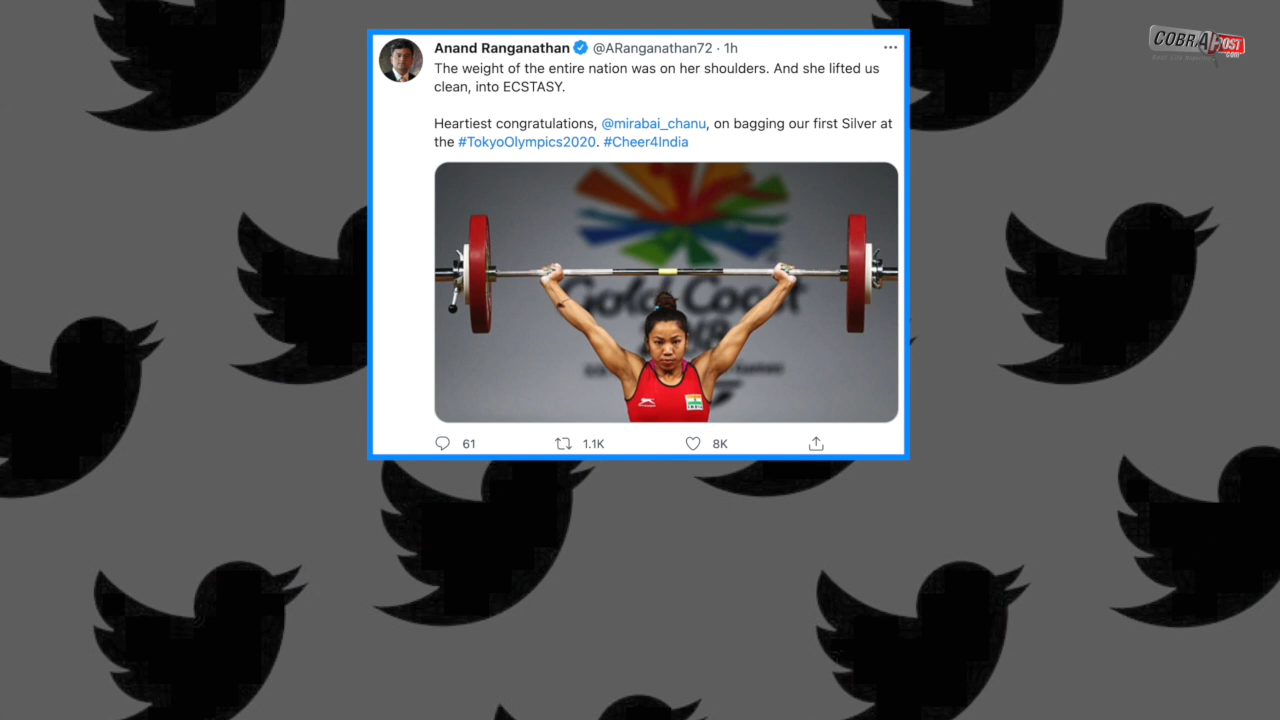 COBRAPOST
.COM
Anand Ranganathan @ARanganathan72 · 1h
The weight of the entire nation was on her shoulders. And she lifted us
clean, into ECSTASY.
Heartiest congratulations, @mirabai_chanu, on bagging our first Silver at
the #TokyoOlympics2020. #Cheer4India
Gold Coast
61 1.1K 8K